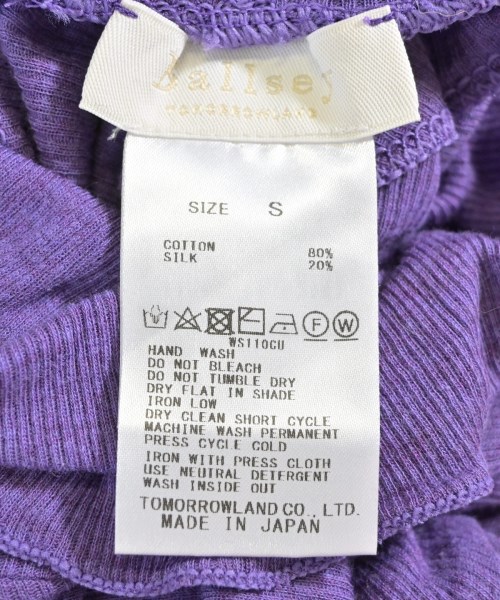 ballsey
TOMORROWLAND
SIZE S
COTTON 80%
SILK 20%
F W
WS110CU
HAND WASH
DO NOT BLEACH
DO NOT TUMBLE DRY
DRY FLAT IN SHADE
IRON LOW
DRY CLEAN SHORT CYCLE
MACHINE WASH PERMANENT
PRESS CYCLE COLD
IRON WITH PRESS CLOTH
USE NEUTRAL DETERGENT
WASH INSIDE OUT
TOMORROWLAND CO., LTD.
MADE IN JAPAN